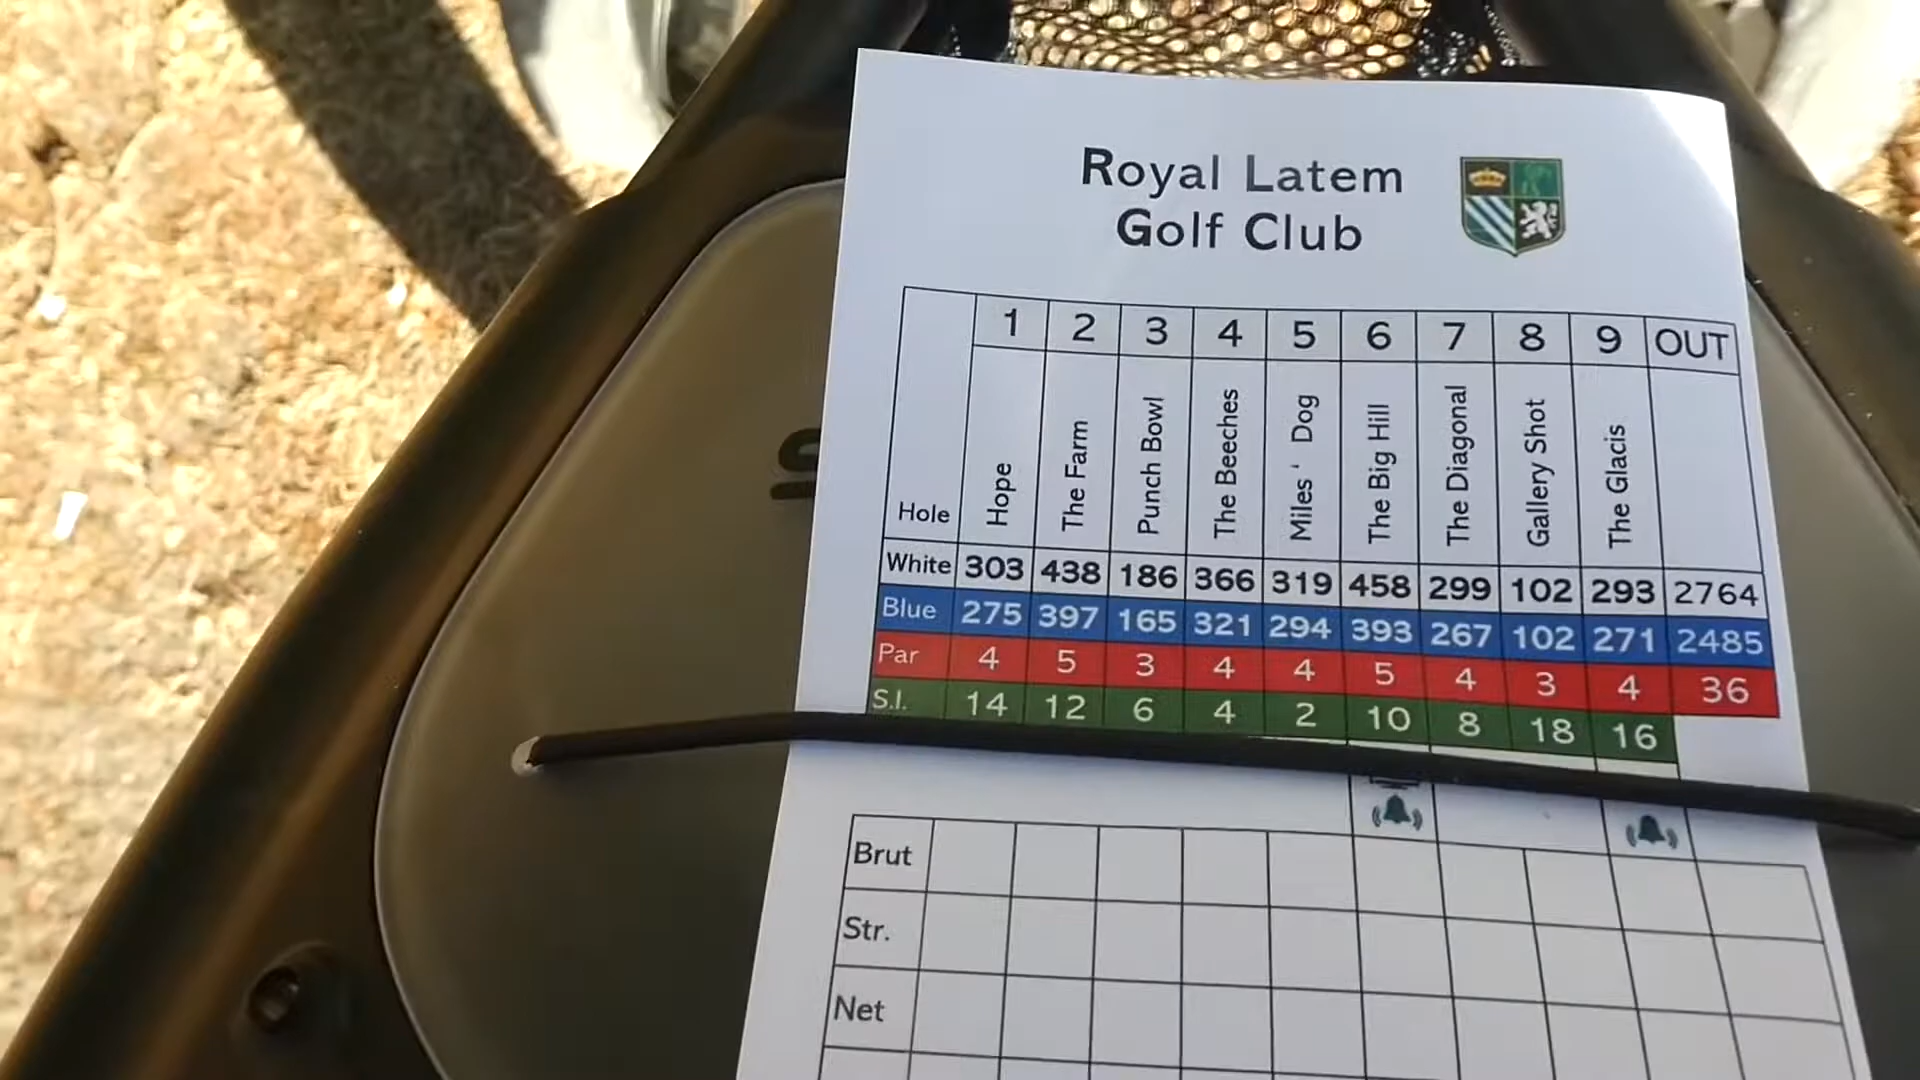 Royal Latem
Golf Club
1 2 3 4 5 6 7 8 9 OUT
Hole Hope The Farm Punch Bowl The Beeches Miles ' Dog The Big Hill The Diagonal Gallery Shot The Glacis
White 303 438 186 366 319 458 299 102 293 2764
Blue 275 397 165 321 294 393 267 102 271 2485
Par 4 5 3 4 4 5 4 3 4 36
S.I. 14 12 6 4 2 10 8 18 16
Brut
Str.
Net